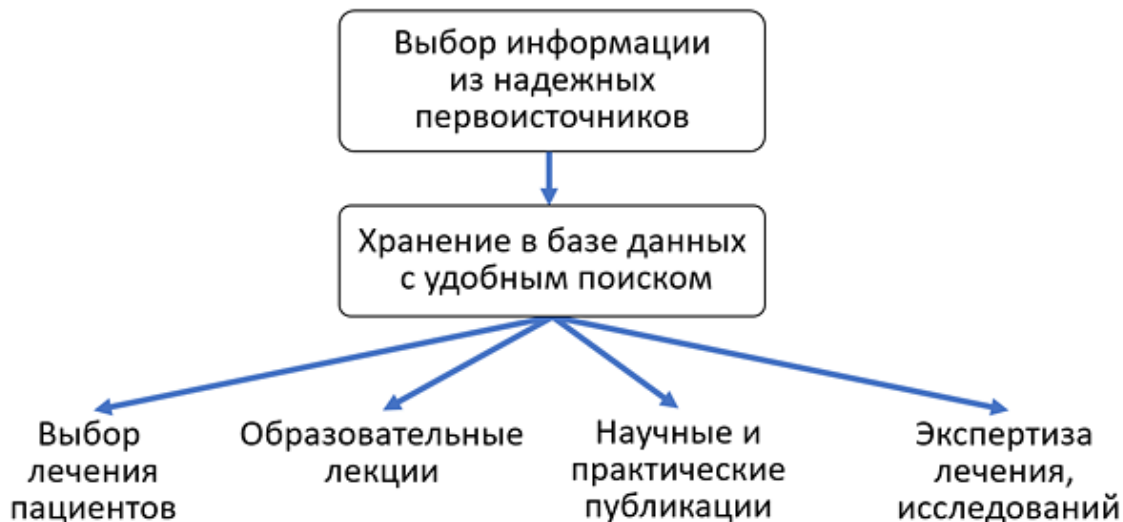 Выбор информации
из надежных
первоисточников
Хранение в базе данных
с удобным поиском
Выбор
лечения
пациентов
Образовательные
лекции
Научные и
практические
публикации
Экспертиза
лечения,
исследований